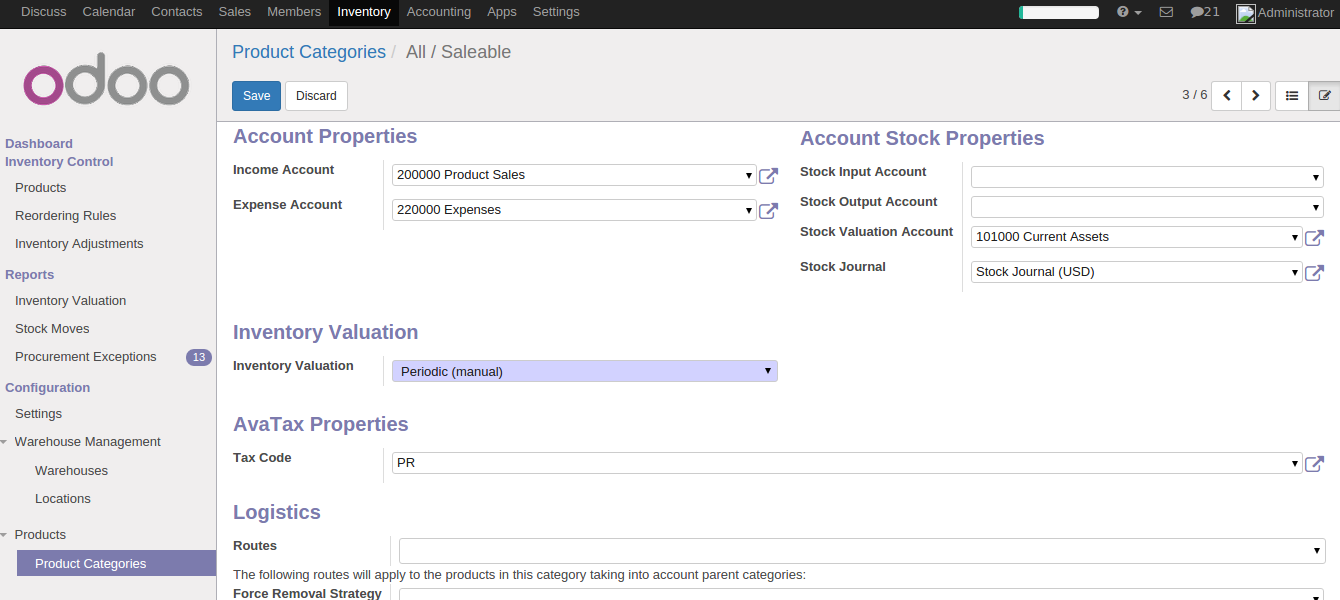 Discuss Calendar Contacts Sales Members Inventory Accounting Apps Settings 21 Administrator
odoo
Product Categories / All / Saleable
Save Discard 3 / 6
Dashboard
Inventory Control
Products
Reordering Rules
Inventory Adjustments
Reports
Inventory Valuation
Stock Moves
Procurement Exceptions 13
Configuration
Settings
Warehouse Management
Warehouses
Locations
Products
Product Categories
Account Properties
Income Account 200000 Product Sales
Expense Account 220000 Expenses
Account Stock Properties
Stock Input Account
Stock Output Account
Stock Valuation Account 101000 Current Assets
Stock Journal Stock Journal (USD)
Inventory Valuation
Inventory Valuation Periodic (manual)
AvaTax Properties
Tax Code PR
Logistics
Routes
The following routes will apply to the products in this category taking into account parent categories:
Force Removal Strategy